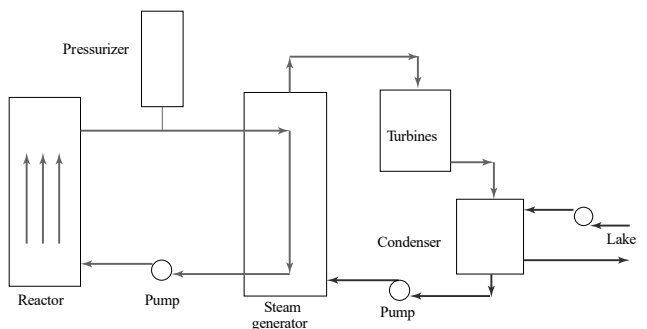 Pressurizer
Turbines
Condenser
Lake
Reactor
Pump
Steam
generator
Pump